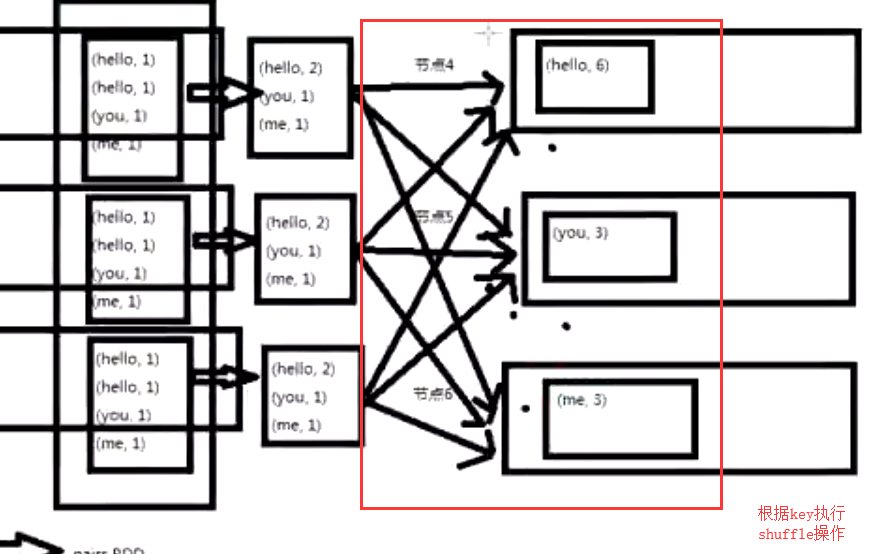 (hello, 1)
(hello, 1)
(you, 1)
(me, 1)
(hello, 2)
(you, 1)
(me, 1)
节点4
(hello, 6)
(hello, 1)
(hello, 1)
(you, 1)
(me, 1)
(hello, 2)
(you, 1)
(me, 1)
节点5
(you, 3)
(hello, 1)
(hello, 1)
(you, 1)
(me, 1)
(hello, 2)
(you, 1)
(me, 1)
节点6
(me, 3)
根据key执行
shuffle操作
pairs RDD